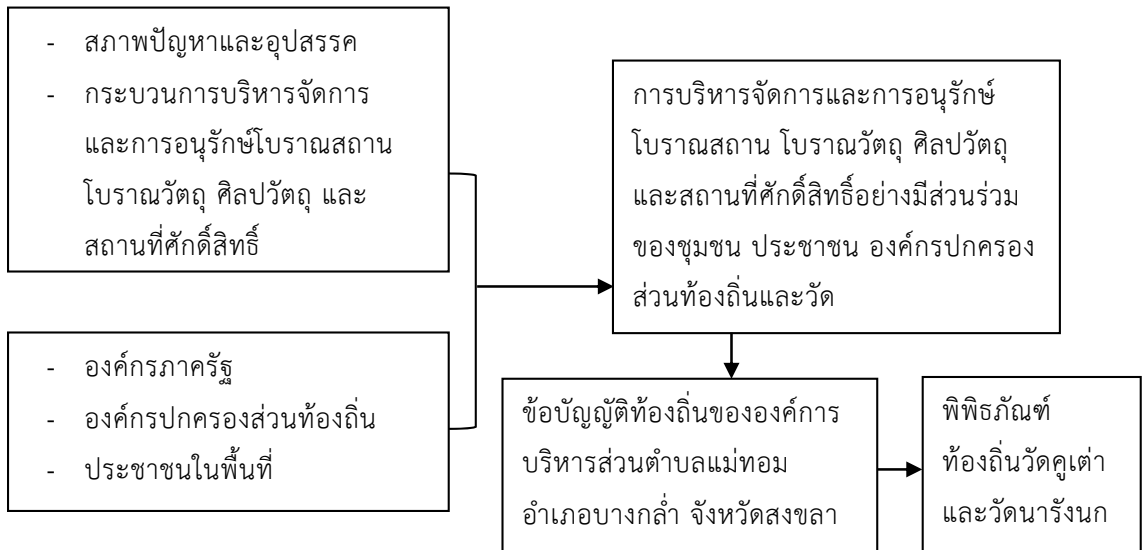 - สภาพปัญหาและอุปสรรค
- กระบวนการบริหารจัดการ
และการอนุรักษ์โบราณสถาน
โบราณวัตถุ ศิลปวัตถุ และ
สถานที่ศักดิ์สิทธิ์
- องค์กรภาครัฐ
- องค์กรปกครองส่วนท้องถิ่น
- ประชาชนในพื้นที่
การบริหารจัดการและการอนุรักษ์
โบราณสถาน โบราณวัตถุ ศิลปวัตถุ
และสถานที่ศักดิ์สิทธิ์อย่างมีส่วนร่วม
ของชุมชน ประชาชน องค์กรปกครอง
ส่วนท้องถิ่นและวัด
ข้อบัญญัติท้องถิ่นขององค์การ
บริหารส่วนตำบลแม่ทอม
อำเภอบางกล่ำ จังหวัดสงขลา
พิพิธภัณฑ์
ท้องถิ่นวัดคูเต่า
และวัดนารังนก